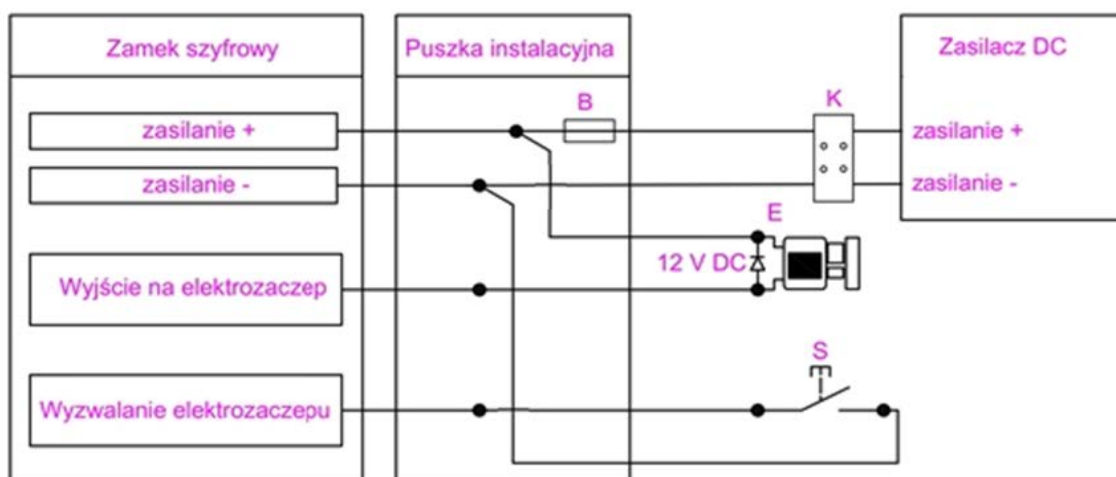 Zamek szyfrowy
Puszka instalacyjna
Zasilacz DC
B
K
zasilanie +
zasilanie +
zasilanie -
zasilanie -
E
12 V DC
Wyjście na elektrozaczep
S
Wyzwalanie elektrozaczepu